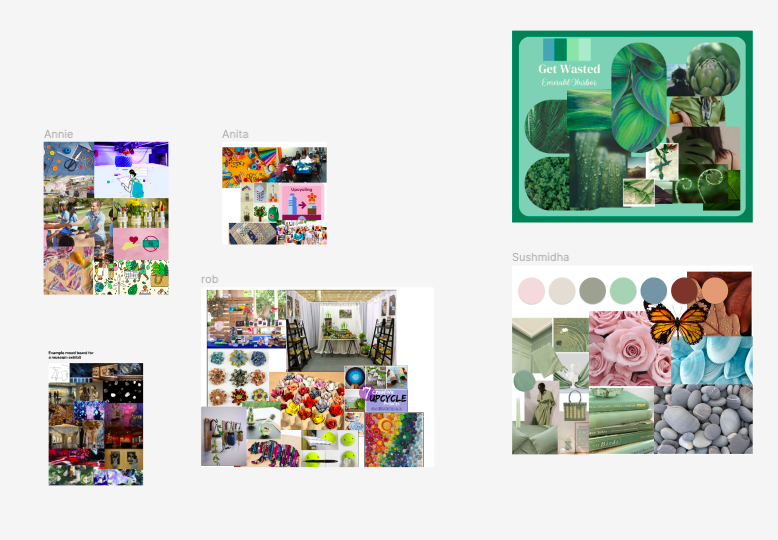 Get Wasted
Emerald Harbor
Annie
Anita
Upcycling
Sushmidha
rob
Example mood board for
a museum exhibit
UPCYCLE